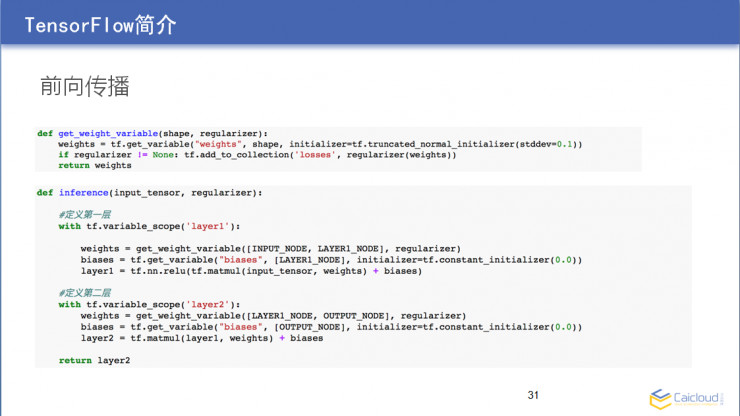 TensorFlow简介
前向传播
def get_weight_variable(shape, regularizer):
    weights = tf.get_variable("weights", shape, initializer=tf.truncated_normal_initializer(stddev=0.1))
    if regularizer != None: tf.add_to_collection('losses', regularizer(weights))
    return weights
def inference(input_tensor, regularizer):
    #定义第一层
    with tf.variable_scope('layer1'):
        weights = get_weight_variable([INPUT_NODE, LAYER1_NODE], regularizer)
        biases = tf.get_variable("biases", [LAYER1_NODE], initializer=tf.constant_initializer(0.0))
        layer1 = tf.nn.relu(tf.matmul(input_tensor, weights) + biases)
    #定义第二层
    with tf.variable_scope('layer2'):
        weights = get_weight_variable([LAYER1_NODE, OUTPUT_NODE], regularizer)
        biases = tf.get_variable("biases", [OUTPUT_NODE], initializer=tf.constant_initializer(0.0))
        layer2 = tf.matmul(layer1, weights) + biases
    return layer2
31
Caicloud